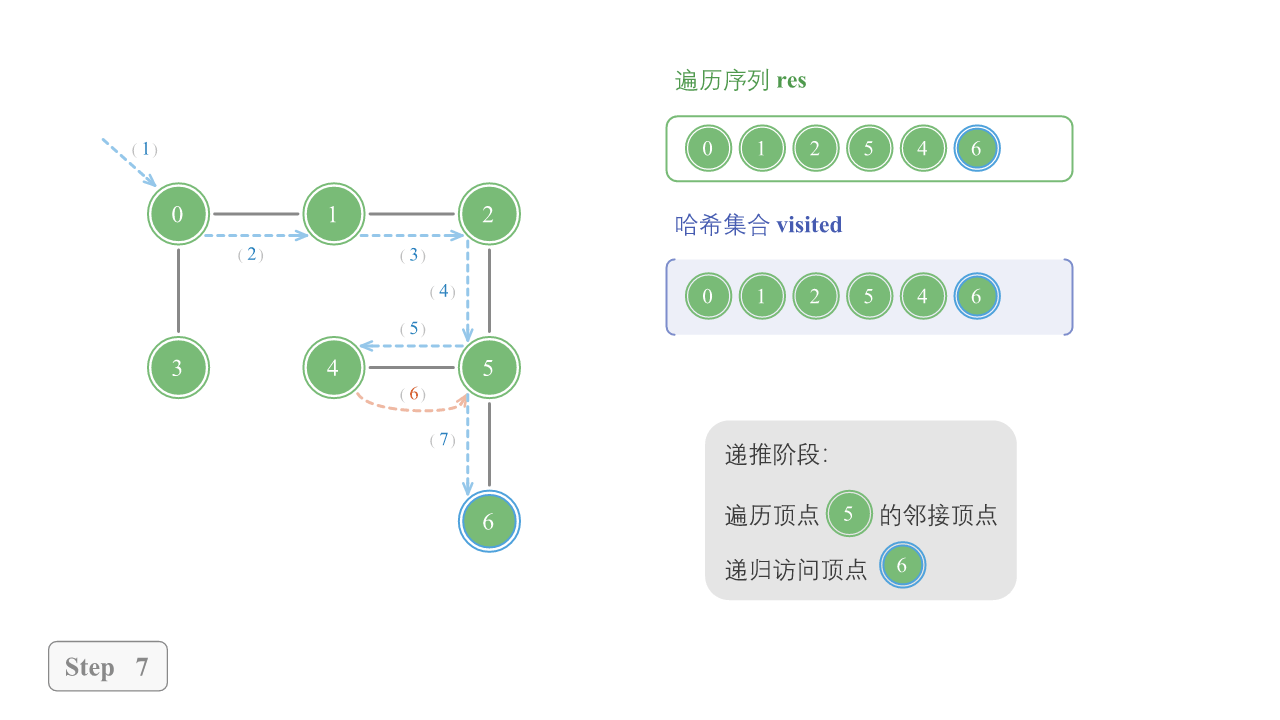 遍历序列 res
0 1 2 5 4 6
哈希集合 visited
0 1 2 5 4 6
( 1 )
0 1 2
( 2 ) ( 3 )
( 4 )
( 5 )
3 4 5
( 6 )
( 7 )
6
递推阶段：
遍历顶点 5 的邻接顶点
递归访问顶点 6
Step 7